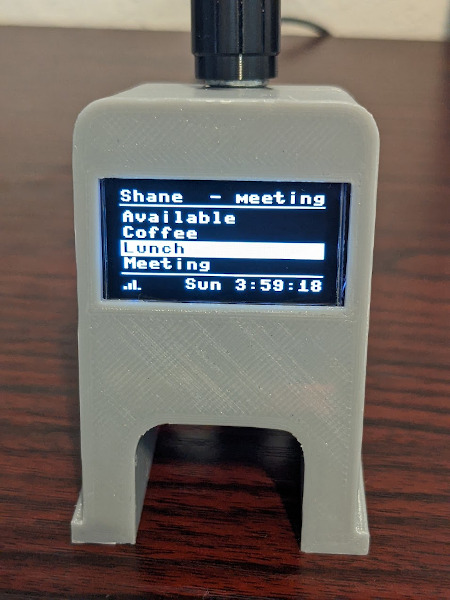 Shane - Meeting
Available
Coffee
Lunch
Meeting
Sun 3:59:18